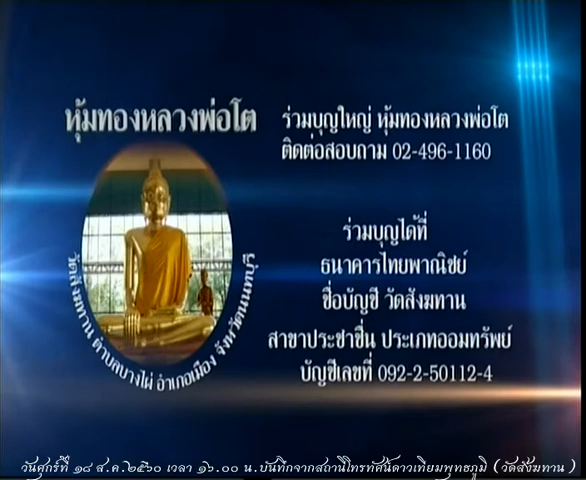 หุ้มทองหลวงพ่อโต
วัดสังฆทาน ตำบลบางไผ่ อำเภอเมือง จังหวัดนนทบุรี
ร่วมบุญใหญ่ หุ้มทองหลวงพ่อโต
ติดต่อสอบถาม 02-496-1160
ร่วมบุญได้ที่
ธนาคารไทยพาณิชย์
ชื่อบัญชี วัดสังฆทาน
สาขาประชาชื่น ประเภทออมทรัพย์
บัญชีเลขที่ 092-2-50112-4
วันศุกร์ที่ ๑๘ ส.ค.๒๕๖๐ เวลา ๑๖.๐๐ น.บันทึกจากสถานีโทรทัศน์ดาวเทียมพุทธภูมิ (วัดสังฆทาน )